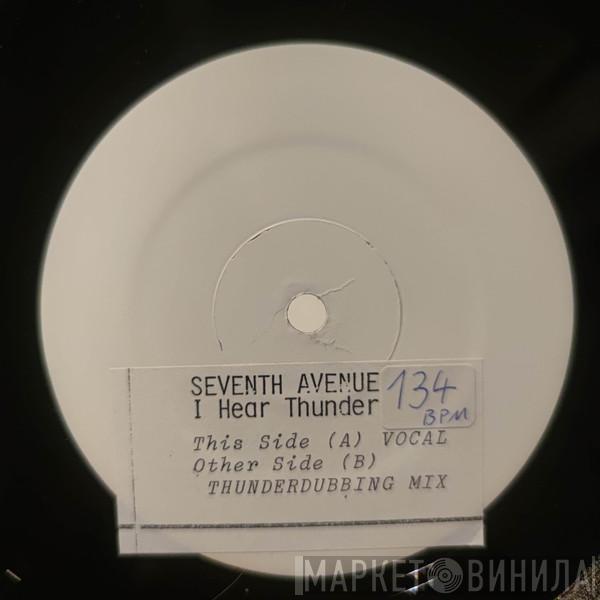 SEVENTH AVENUE
I Hear Thunder
134
BPM
This Side (A) VOCAL
Other Side (B)
THUNDERDUBBING MIX
МАРКЕТ ВИНИЛА